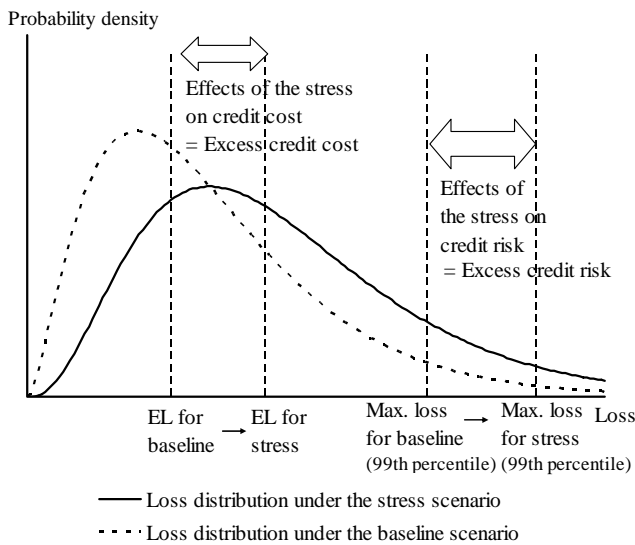 Probability density
Effects of the stress
on credit cost
= Excess credit cost
Effects of
the stress on
credit risk
= Excess credit risk
EL for
baseline
EL for
stress
Max. loss
for baseline
(99th percentile)
Max. loss
for stress
(99th percentile)
Loss
Loss distribution under the stress scenario
Loss distribution under the baseline scenario